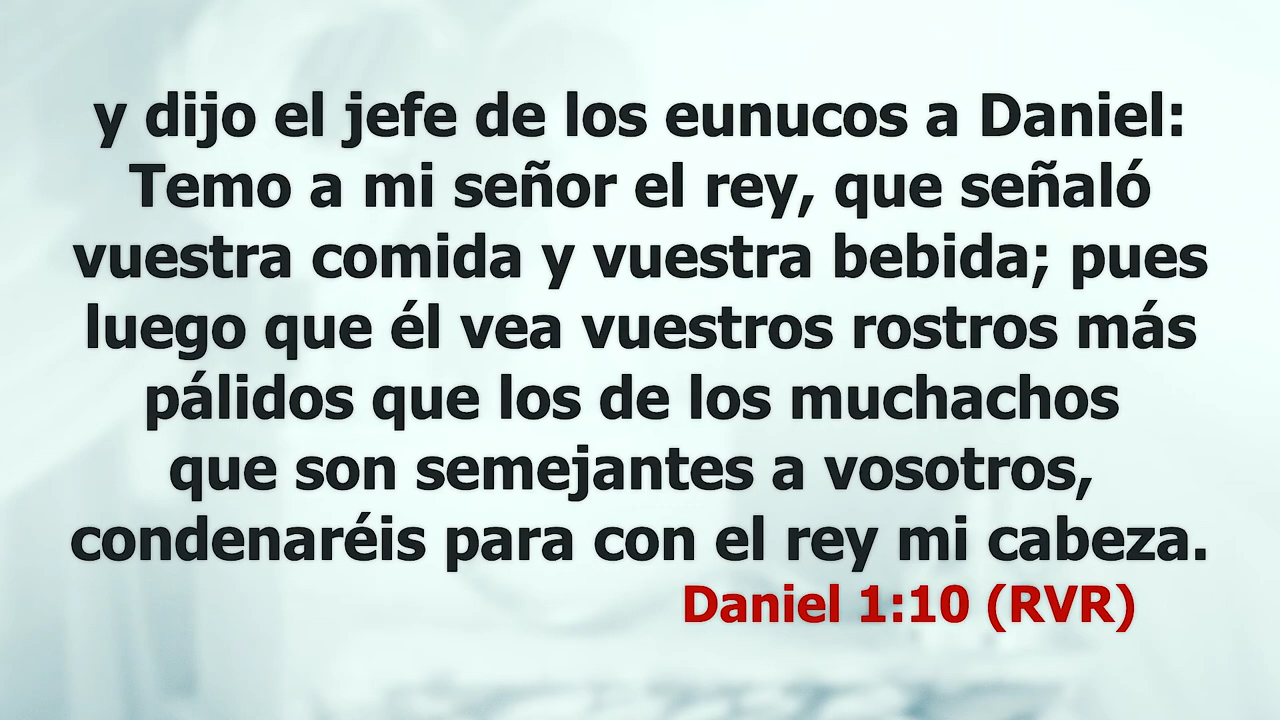 y dijo el jefe de los eunucos a Daniel:
Temo a mi señor el rey, que señaló
vuestra comida y vuestra bebida; pues
luego que él vea vuestros rostros más
pálidos que los de los muchachos
que son semejantes a vosotros,
condenaréis para con el rey mi cabeza.
Daniel 1:10 (RVR)